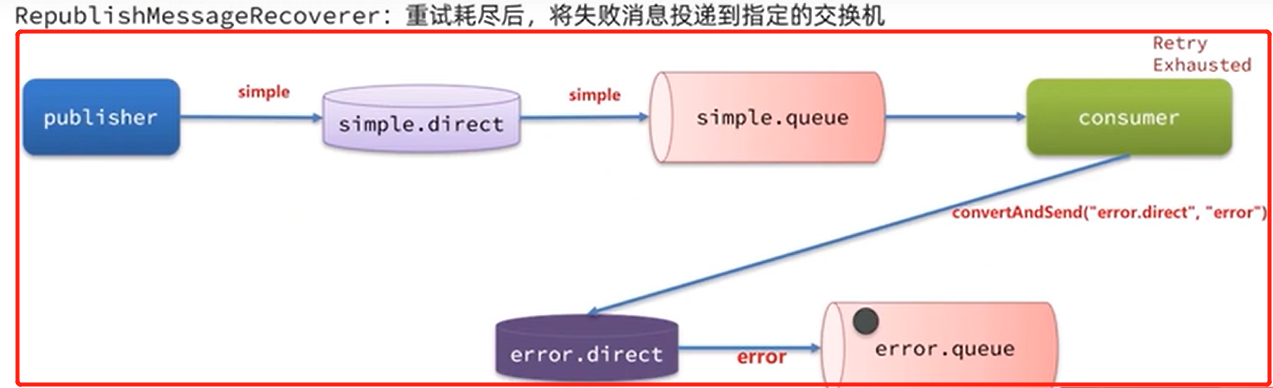 RepublishMessageRecoverer：重试耗尽后，将失败消息投递到指定的交换机
Retry
Exhausted
publisher
simple
simple.direct
simple
simple.queue
consumer
convertAndSend("error.direct", "error")
error.direct
error
error.queue